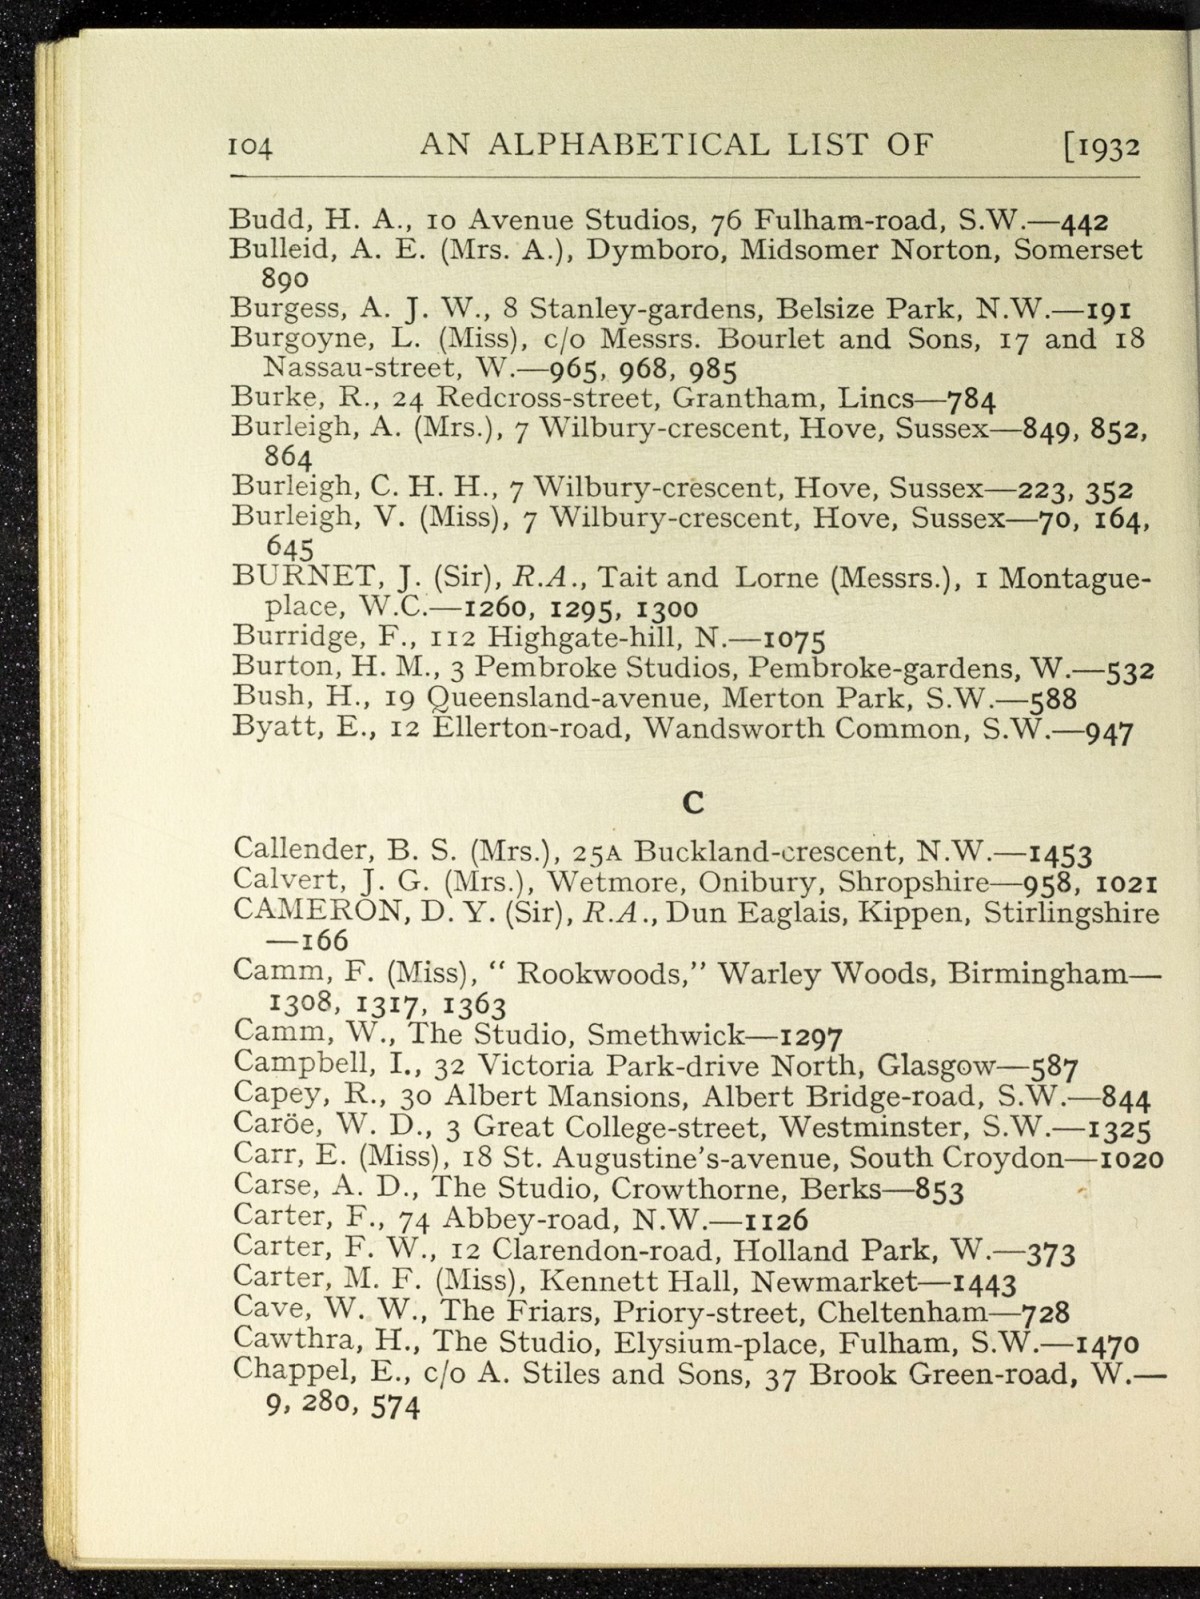 104 AN ALPHABETICAL LIST OF [1932
Budd, H. A., 10 Avenue Studios, 76 Fulham-road, S.W.—442
Bulleid, A. E. (Mrs. A.), Dymboro, Midsomer Norton, Somerset
890
Burgess, A. J. W., 8 Stanley-gardens, Belsize Park, N.W.—191
Burgoyne, L. (Miss), c/o Messrs. Bourlet and Sons, 17 and 18
Nassau-street, W.—965, 968, 985
Burke, R., 24 Redcross-street, Grantham, Lincs—784
Burleigh, A. (Mrs.), 7 Wilbury-crescent, Hove, Sussex—849, 852,
864
Burleigh, C. H. H., 7 Wilbury-crescent, Hove, Sussex—223, 352
Burleigh, V. (Miss), 7 Wilbury-crescent, Hove, Sussex—70, 164,
645
BURNET, J. (Sir), R.A., Tait and Lorne (Messrs.), 1 Montague-
place, W.C.—1260, 1295, 1300
Burridge, F., 112 Highgate-hill, N.—1075
Burton, H. M., 3 Pembroke Studios, Pembroke-gardens, W.—532
Bush, H., 19 Queensland-avenue, Merton Park, S.W.—588
Byatt, E., 12 Ellerton-road, Wandsworth Common, S.W.—947
C
Callender, B. S. (Mrs.), 25A Buckland-crescent, N.W.—1453
Calvert, J. G. (Mrs.), Wetmore, Onibury, Shropshire—958, 1021
CAMERON, D. Y. (Sir), R.A., Dun Eaglais, Kippen, Stirlingshire
—166
Camm, F. (Miss), “ Rookwoods,” Warley Woods, Birmingham—
1308, 1317, 1363
Camm, W., The Studio, Smethwick—1297
Campbell, I., 32 Victoria Park-drive North, Glasgow—587
Capey, R., 30 Albert Mansions, Albert Bridge-road, S.W.—844
Caröe, W. D., 3 Great College-street, Westminster, S.W.—1325
Carr, E. (Miss), 18 St. Augustine’s-avenue, South Croydon—1020
Carse, A. D., The Studio, Crowthorne, Berks—853
Carter, F., 74 Abbey-road, N.W.—1126
Carter, F. W., 12 Clarendon-road, Holland Park, W.—373
Carter, M. F. (Miss), Kennett Hall, Newmarket—1443
Cave, W. W., The Friars, Priory-street, Cheltenham—728
Cawthra, H., The Studio, Elysium-place, Fulham, S.W.—1470
Chappel, E., c/o A. Stiles and Sons, 37 Brook Green-road, W.—
9, 280, 574